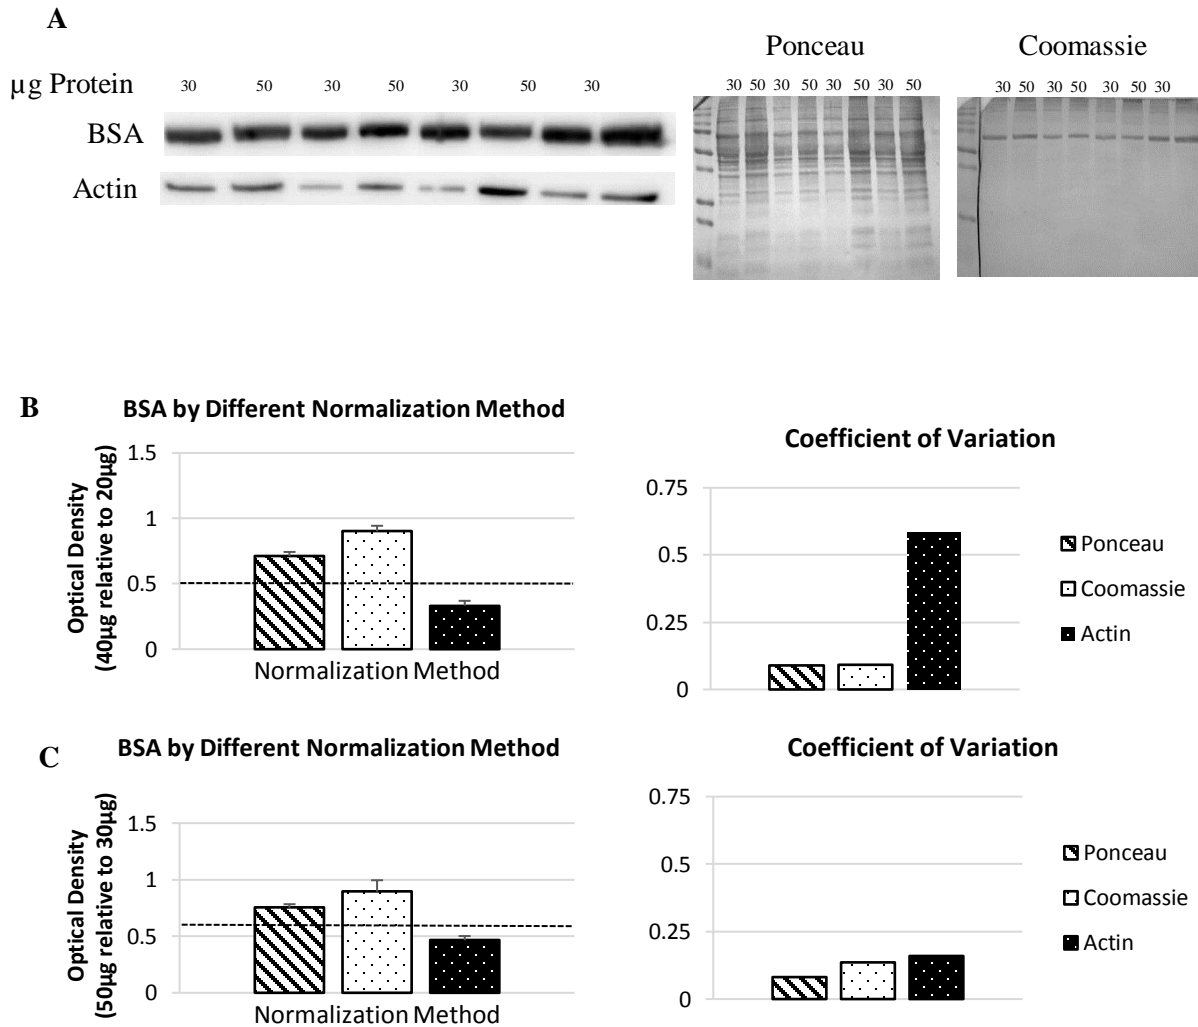 A
Ponceau
Coomassie
µg Protein
30 50 30 50 30 50 30
30 50 30 50 30 50 30 50
30 50 30 50 30 50 30
BSA
Actin
B
BSA by Different Normalization Method
Optical Density
(40µg relative to 20µg)
1.5
1
0.5
0
Normalization Method
Coefficient of Variation
0.75
0.5
0.25
0
Ponceau
Coomassie
Actin
C
BSA by Different Normalization Method
Optical Density
(50µg relative to 30µg)
1.5
1
0.5
0
Normalization Method
Coefficient of Variation
0.75
0.5
0.25
0
Ponceau
Coomassie
Actin